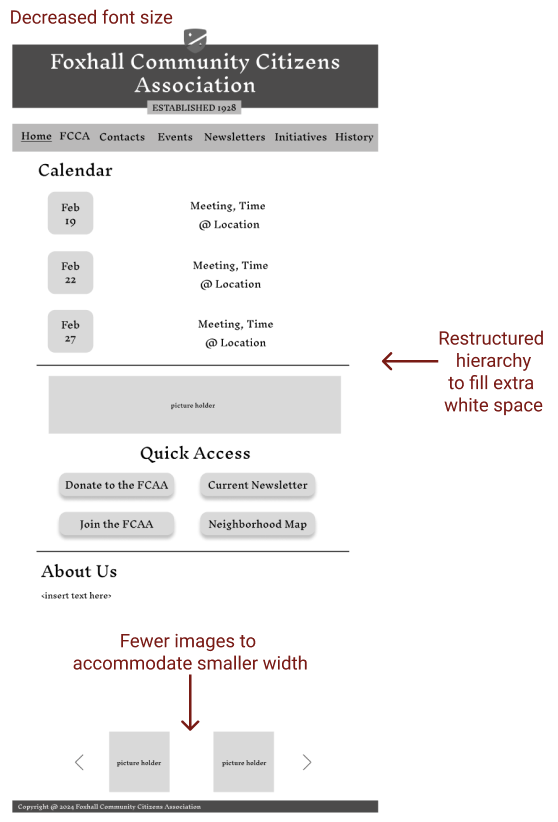 Decreased font size
Foxhall Community Citizens
Association
ESTABLISHED 1928
Home FCCA Contacts Events Newsletters Initiatives History
Calendar
Feb
19
Meeting, Time
@ Location
Feb
22
Meeting, Time
@ Location
Feb
27
Meeting, Time
@ Location
Restructured
hierarchy
to fill extra
white space
picture holder
Quick Access
Donate to the FCAA
Current Newsletter
Join the FCAA
Neighborhood Map
About Us
<insert text here>
Fewer images to
accommodate smaller width
picture holder
picture holder
Copyright @ 2024 Foxhall Community Citizens Association